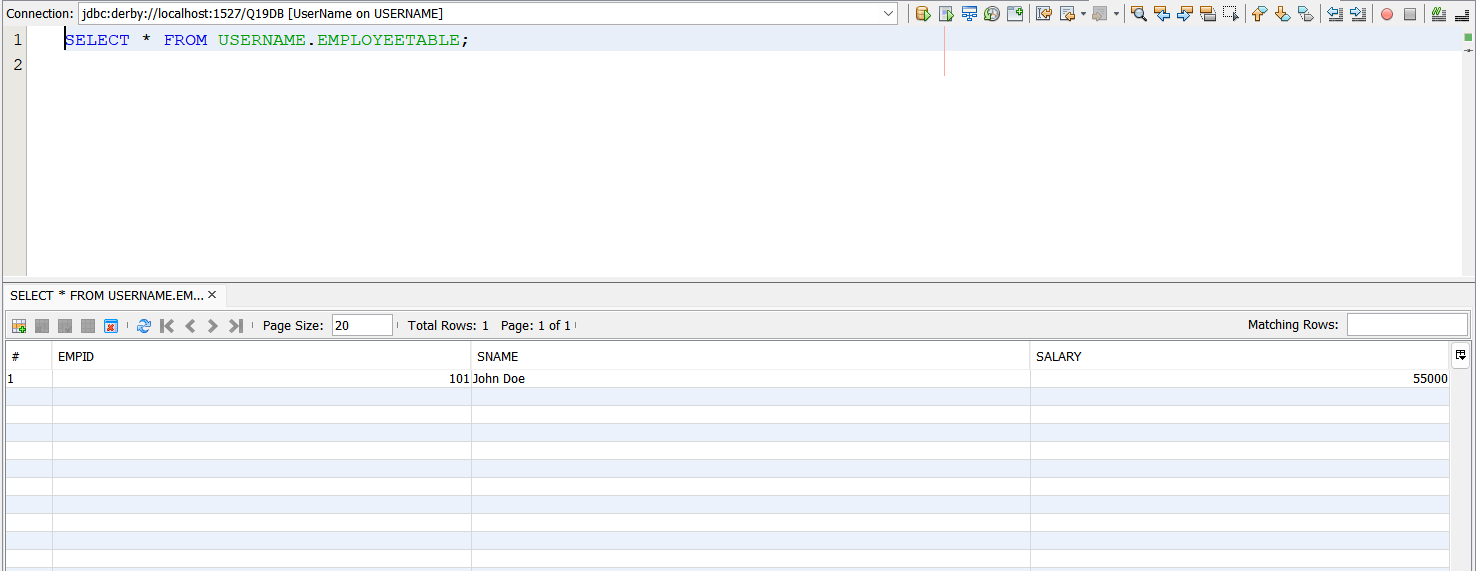 Connection: jdbc:derby://localhost:1527/Q19DB [UserName on USERNAME]
1 SELECT * FROM USERNAME.EMPLOYEETABLE;
2
SELECT * FROM USERNAME.EM... ×
Page Size: 20 Total Rows: 1 Page: 1 of 1 Matching Rows:
# EMPID SNAME SALARY
1 101 John Doe 55000